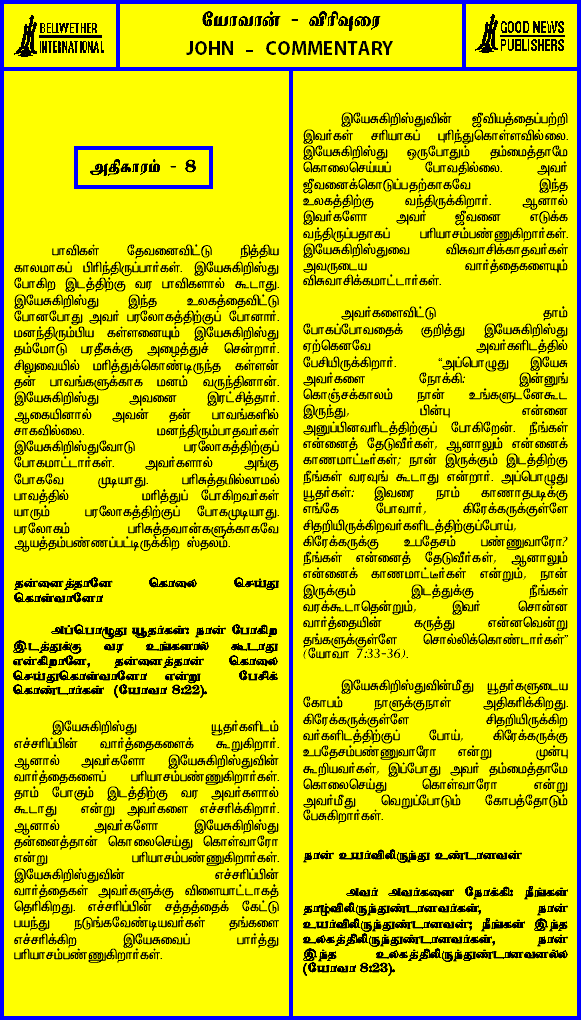 BELWETHER
INTERNATIONAL
யோவான் - விரிவுரை
JOHN - COMMENTARY
GOOD NEWS
PUBLISHERS
அதிகாரம் - 8
பாவிகள் தேவனைவிட்டு நித்திய
காலமாகப் பிரிந்திருப்பார்கள். இயேசுகிறிஸ்து
போகிற இடத்திற்கு வர பாவிகளால் கூடாது.
இயேசுகிறிஸ்து இந்த உலகத்தைவிட்டு
போனபோது அவர் பரலோகத்திற்குப் போனார்.
மனந்திரும்பிய கள்ளனையும் இயேசுகிறிஸ்து
தம்மோடு பரதீசுக்கு அழைத்துச் சென்றார்.
சிலுவையில் மரித்துக்கொண்டிருந்த கள்ளன்
தன் பாவங்களுக்காக மனம் வருந்தினான்.
இயேசுகிறிஸ்து அவனை இரட்சித்தார்.
ஆகையினால் அவன் தன் பாவங்களில்
சாகவில்லை. மனந்திரும்பாதவர்கள்
இயேசுகிறிஸ்துவோடு பரலோகத்திற்குப்
போகமாட்டார்கள். அவர்களால் அங்கு
போகவே முடியாது. பரிசுத்தமில்லாமல்
பாவத்தில் மரித்துப் போகிறவர்கள்
யாரும் பரலோகத்திற்குப் போகமுடியாது.
பரலோகம் பரிசுத்தவான்களுக்காகவே
ஆயத்தம்பண்ணப்பட்டிருக்கிற ஸ்தலம்.
தன்னைத்தானே கொலை செய்து
கொள்வானோ
அப்பொழுது யூதர்கள்: நான் போகிற
இடத்துக்கு வர உங்களால் கூடாது
என்கிறானே, தன்னைத்தான் கொலை
செய்துகொள்வானோ என்று பேசிக்
கொண்டார்கள் (யோவா 8:22).
இயேசுகிறிஸ்து யூதர்களிடம்
எச்சரிப்பின் வார்த்தைகளைக் கூறுகிறார்.
ஆனால் அவர்களோ இயேசுகிறிஸ்துவின்
வார்த்தைகளைப் பரியாசம்பண்ணுகிறார்கள்.
தாம் போகும் இடத்திற்கு வர அவர்களால்
கூடாது என்று அவர்களை எச்சரிக்கிறார்.
ஆனால் அவர்களோ இயேசுகிறிஸ்து
தன்னைத்தான் கொலைசெய்து கொள்வாரோ
என்று பரியாசம்பண்ணுகிறார்கள்.
இயேசுகிறிஸ்துவின் எச்சரிப்பின்
வார்த்தைகள் அவர்களுக்கு விளையாட்டாகத்
தெரிகிறது. எச்சரிப்பின் சத்தத்தைக் கேட்டு
பயந்து நடுங்கவேண்டியவர்கள் தங்களை
எச்சரிக்கிற இயேசுவைப் பார்த்து
பரியாசம்பண்ணுகிறார்கள்.
இயேசுகிறிஸ்துவின் ஜீவியத்தைப்பற்றி
இவர்கள் சரியாகப் புரிந்துகொள்ளவில்லை.
இயேசுகிறிஸ்து ஒருபோதும் தம்மைத்தாமே
கொலைசெய்யப் போவதில்லை. அவர்
ஜீவனைக்கொடுப்பதற்காகவே இந்த
உலகத்திற்கு வந்திருக்கிறார். ஆனால்
இவர்களோ அவர் ஜீவனை எடுக்க
வந்திருப்பதாகப் பரியாசம்பண்ணுகிறார்கள்.
இயேசுகிறிஸ்துவை விசுவாசிக்காதவர்கள்
அவருடைய வார்த்தைகளையும்
விசுவாசிக்கமாட்டார்கள்.
அவர்களைவிட்டு தாம்
போகப்போவதைக் குறித்து இயேசுகிறிஸ்து
ஏற்கெனவே அவர்களிடத்தில்
பேசியிருக்கிறார். "அப்பொழுது இயேசு
அவர்களை நோக்கி: இன்னுங்
கொஞ்சக்காலம் நான் உங்களுடனேகூட
இருந்து, பின்பு என்னை
அனுப்பினவரிடத்திற்குப் போகிறேன். நீங்கள்
என்னைத் தேடுவீர்கள், ஆனாலும் என்னைக்
காணமாட்டீர்கள்; நான் இருக்கும் இடத்திற்கு
நீங்கள் வரவுங் கூடாது என்றார். அப்பொழுது
யூதர்கள்: இவரை நாம் காணாதபடிக்கு
எங்கே போவார், கிரேக்கருக்குள்ளே
சிதறியிருக்கிறவர்களிடத்திற்குப்போய்,
கிரேக்கருக்கு உபதேசம் பண்ணுவாரோ?
நீங்கள் என்னைத் தேடுவீர்கள், ஆனாலும்
என்னைக் காணமாட்டீர்கள் என்றும், நான்
இருக்கும் இடத்துக்கு நீங்கள்
வரக்கூடாதென்றும், இவர் சொன்ன
வார்த்தையின் கருத்து என்னவென்று
தங்களுக்குள்ளே சொல்லிக்கொண்டார்கள்"
(யோவா 7:33-36).
இயேசுகிறிஸ்துவின்மீது யூதர்களுடைய
கோபம் நாளுக்குநாள் அதிகரிக்கிறது.
கிரேக்கருக்குள்ளே சிதறியிருக்கிற
வர்களிடத்திற்குப் போய், கிரேக்கருக்கு
உபதேசம்பண்ணுவாரோ என்று முன்பு
கூறியவர்கள், இப்போது அவர் தம்மைத்தாமே
கொலைசெய்து கொள்வாரோ என்று
அவர்மீது வெறுப்போடும் கோபத்தோடும்
பேசுகிறார்கள்.
நான் உயர்விலிருந்து உண்டானவன்
அவர் அவர்களை நோக்கி: நீங்கள்
தாழ்விலிருந்துண்டானவர்கள், நான்
உயர்விலிருந்துண்டானவன்; நீங்கள் இந்த
உலகத்திலிருந்துண்டானவர்கள், நான்
இந்த உலகத்திலிருந்துண்டானவனல்ல
(யோவா 8:23).